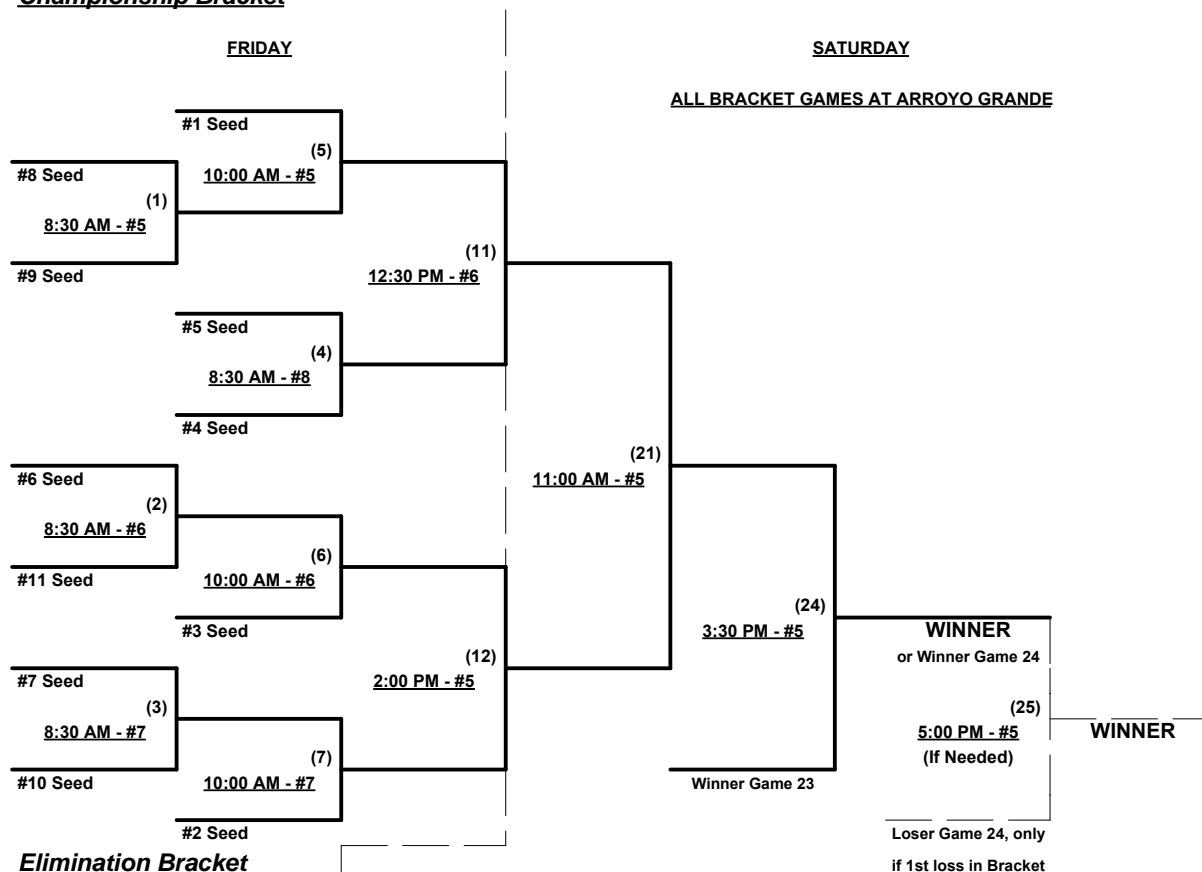 Championship Bracket
FRIDAY
SATURDAY
ALL BRACKET GAMES AT ARROYO GRANDE
#1 Seed
(5)
10:00 AM - #5
#8 Seed
(1)
8:30 AM - #5
#9 Seed
(11)
12:30 PM - #6
#5 Seed
(4)
8:30 AM - #8
#4 Seed
(21)
11:00 AM - #5
#6 Seed
(2)
8:30 AM - #6
#11 Seed
(6)
10:00 AM - #6
#3 Seed
(24)
3:30 PM - #5
WINNER
or Winner Game 24
(12)
2:00 PM - #5
#7 Seed
(3)
8:30 AM - #7
#10 Seed
(7)
10:00 AM - #7
#2 Seed
(25)
5:00 PM - #5
(If Needed)
WINNER
Winner Game 23
Loser Game 24, only
if 1st loss in Bracket
Elimination Bracket